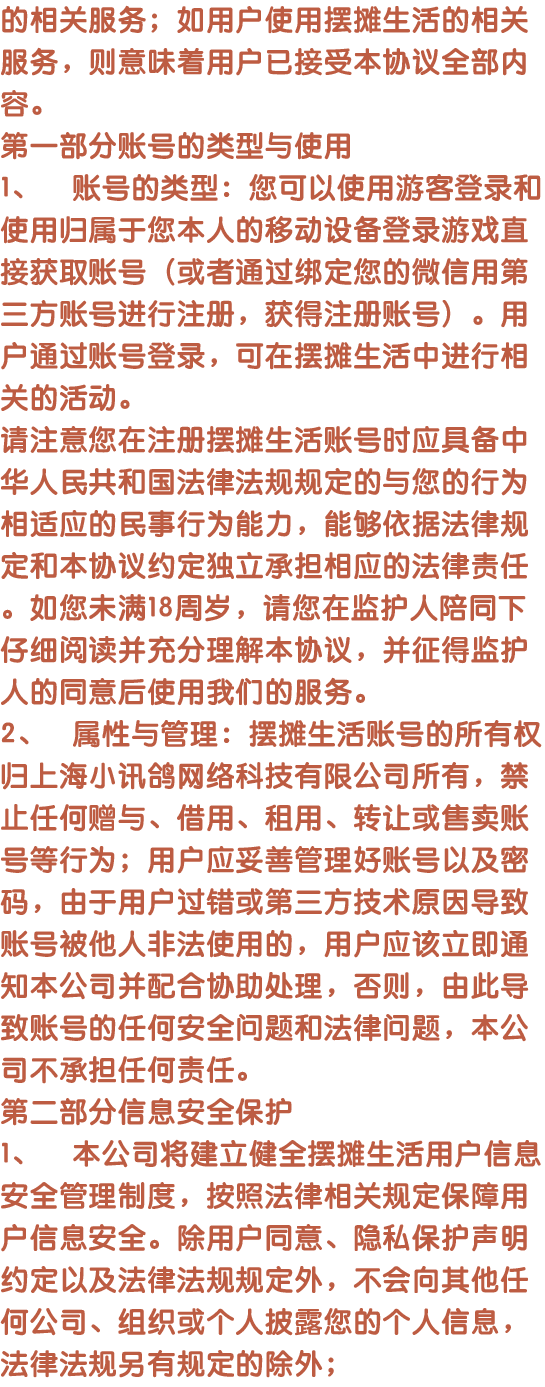 的相关服务；如用户使用摆摊生活的相关
服务，则意味着用户已接受本协议全部内
容。
第一部分账号的类型与使用
1、 账号的类型：您可以使用游客登录和
使用归属于您本人的移动设备登录游戏直
接获取账号（或者通过绑定您的微信用第
三方账号进行注册，获得注册账号）。用
户通过账号登录，可在摆摊生活中进行相
关的活动。
请注意您在注册摆摊生活账号时应具备中
华人民共和国法律法规规定的与您的行为
相适应的民事行为能力，能够依据法律规
定和本协议约定独立承担相应的法律责任
。如您未满18周岁，请您在监护人陪同下
仔细阅读并充分理解本协议，并征得监护
人的同意后使用我们的服务。
2、 属性与管理：摆摊生活账号的所有权
归上海小讯鸽网络科技有限公司所有，禁
止任何赠与、借用、租用、转让或售卖账
号等行为；用户应妥善管理好账号以及密
码，由于用户过错或第三方技术原因导致
账号被他人非法使用的，用户应该立即通
知本公司并配合协助处理，否则，由此导
致账号的任何安全问题和法律问题，本公
司不承担任何责任。
第二部分信息安全保护
1、 本公司将建立健全摆摊生活用户信息
安全管理制度，按照法律相关规定保障用
户信息安全。除用户同意、隐私保护声明
约定以及法律法规规定外，不会向其他任
何公司、组织或个人披露您的个人信息，
法律法规另有规定的除外；